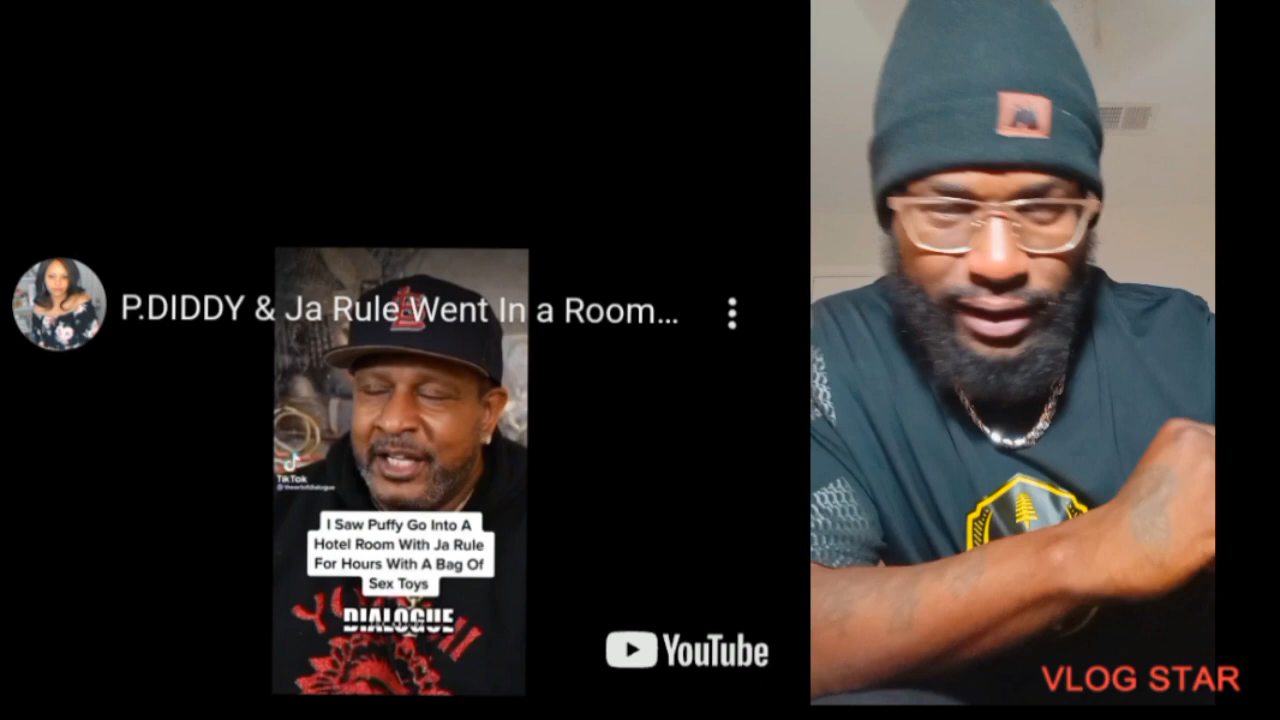 P.DIDDY & Ja Rule Went In a Room...
TikTok
I Saw Puffy Go Into A
Hotel Room With Ja Rule
For Hours With A Bag Of
Sex Toys
DIALOGUE
YouTube
VLOG STAR